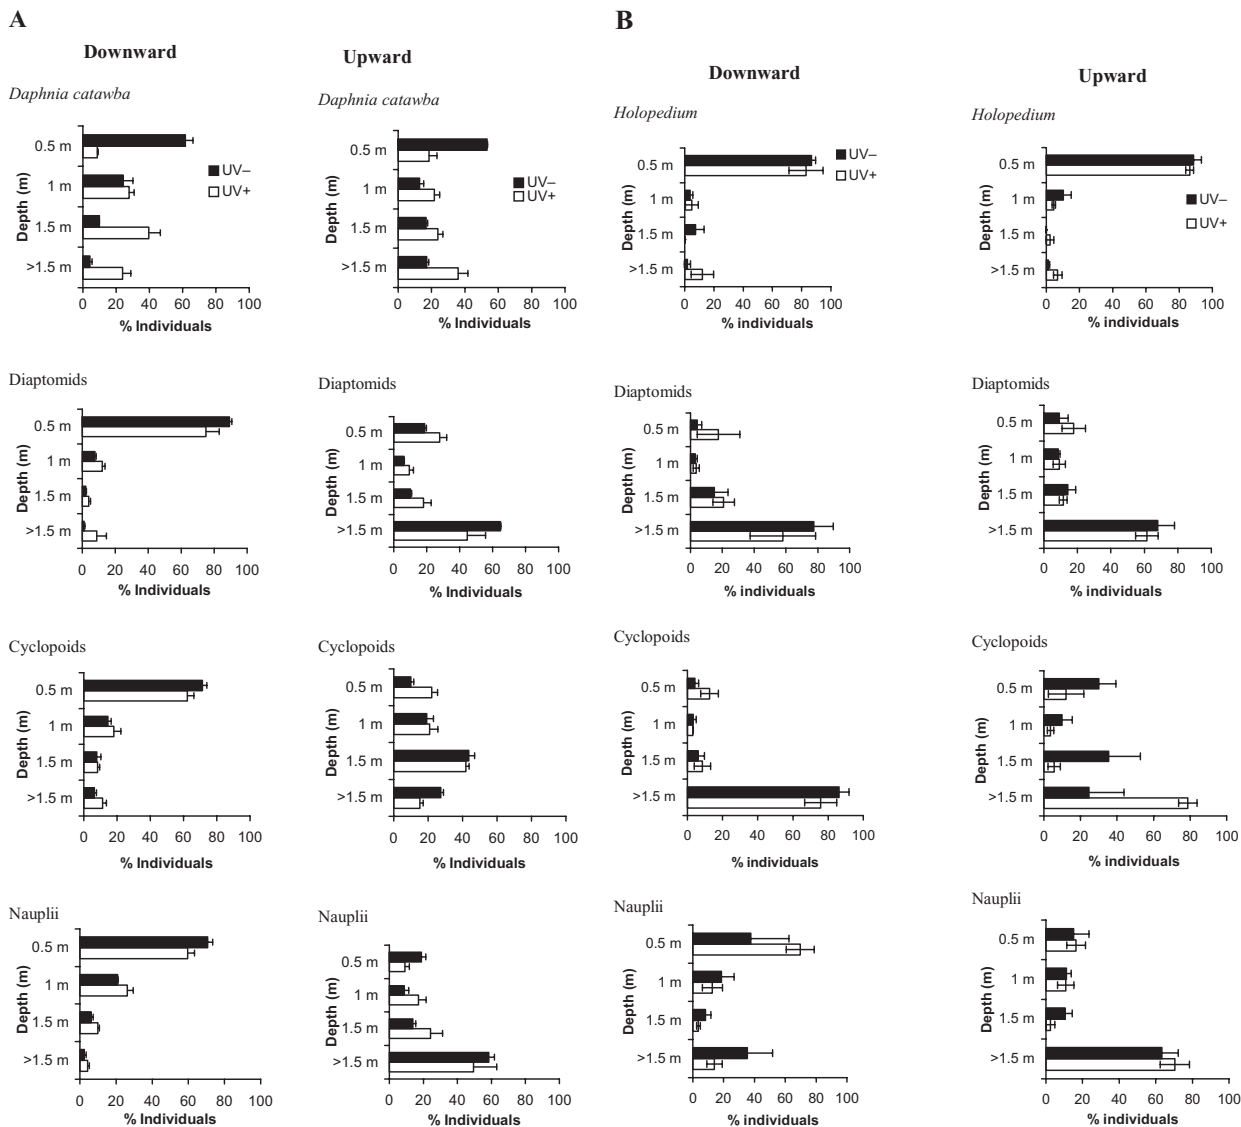 A
B
Downward
Upward
Downward
Upward
Daphnia catawba
0.5 m
1 m
1.5 m
>1.5 m
Depth (m)
UV–
UV+
0 20 40 60 80 100
% Individuals
Daphnia catawba
0.5 m
1 m
1.5 m
>1.5 m
Depth (m)
UV–
UV+
0 20 40 60 80 100
% Individuals
Holopedium
0.5 m
1 m
1.5 m
>1.5 m
Depth (m)
UV–
UV+
0 20 40 60 80 100
% individuals
Holopedium
0.5 m
1 m
1.5 m
>1.5 m
Depth (m)
UV–
UV+
0 20 40 60 80 100
% individuals
Diaptomids
0.5 m
1 m
1.5 m
>1.5 m
Depth (m)
0 20 40 60 80 100
% Individuals
Diaptomids
0.5 m
1 m
1.5 m
>1.5 m
Depth (m)
0 20 40 60 80 100
% Individuals
Diaptomids
0.5 m
1 m
1.5 m
>1.5 m
Depth (m)
0 20 40 60 80 100
% individuals
Diaptomids
0.5 m
1 m
1.5 m
>1.5 m
Depth (m)
0 20 40 60 80 100
% individuals
Cyclopoids
0.5 m
1 m
1.5 m
>1.5 m
Depth (m)
0 20 40 60 80 100
% Individuals
Cyclopoids
0.5 m
1 m
1.5 m
>1.5 m
Depth (m)
0 20 40 60 80 100
% Individuals
Cyclopoids
0.5 m
1 m
1.5 m
>1.5 m
Depth (m)
0 20 40 60 80 100
% individuals
Cyclopoids
0.5 m
1 m
1.5 m
>1.5 m
Depth (m)
0 20 40 60 80 100
% individuals
Nauplii
0.5 m
1 m
1.5 m
>1.5 m
Depth (m)
0 20 40 60 80 100
% Individuals
Nauplii
0.5 m
1 m
1.5 m
>1.5 m
Depth (m)
0 20 40 60 80 100
% Individuals
Nauplii
0.5 m
1 m
1.5 m
>1.5 m
Depth (m)
0 20 40 60 80 100
% individuals
Nauplii
0.5 m
1 m
1.5 m
>1.5 m
Depth (m)
0 20 40 60 80 100
% individuals